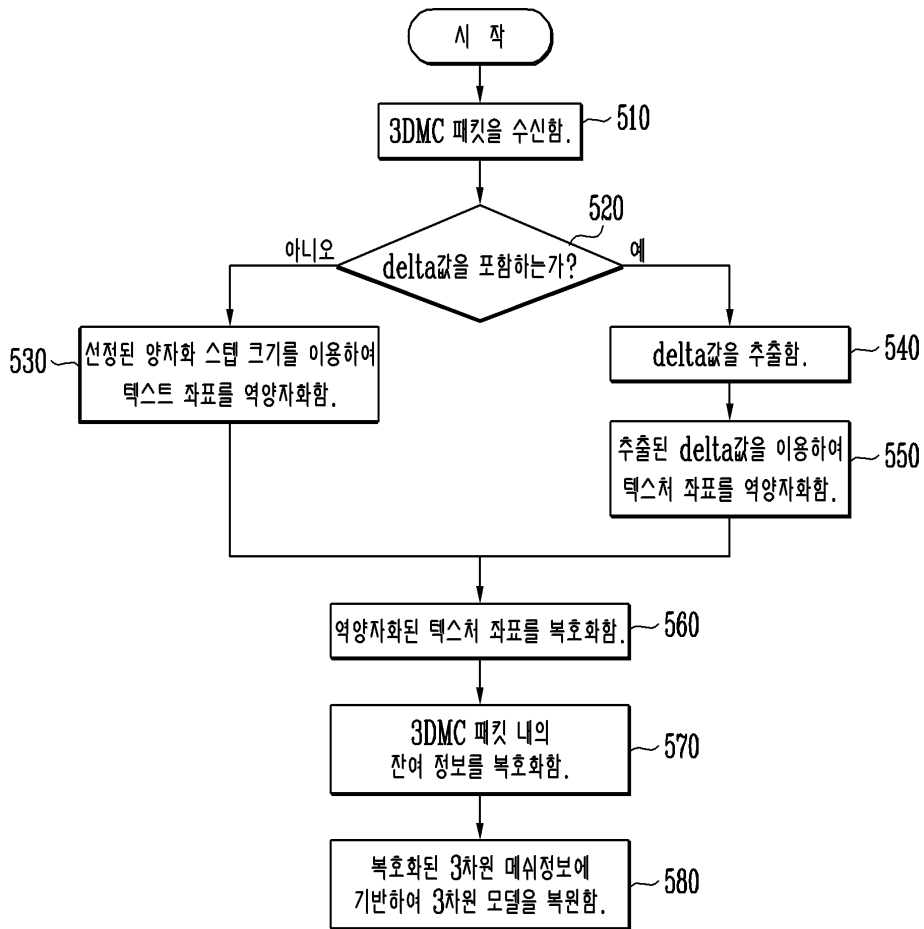 시 작
3DMC 패킷을 수신함.
510
520
아니오
예
delta값을 포함하는가?
530
선정된 양자화 스텝 크기를 이용하여
텍스트 좌표를 역양자화함.
delta값을 추출함.
540
추출된 delta값을 이용하여
텍스처 좌표를 역양자화함.
550
역양자화된 텍스처 좌표를 복호화함.
560
3DMC 패킷 내의
잔여 정보를 복호화함.
570
복호화된 3차원 메쉬정보에
기반하여 3차원 모델을 복원함.
580